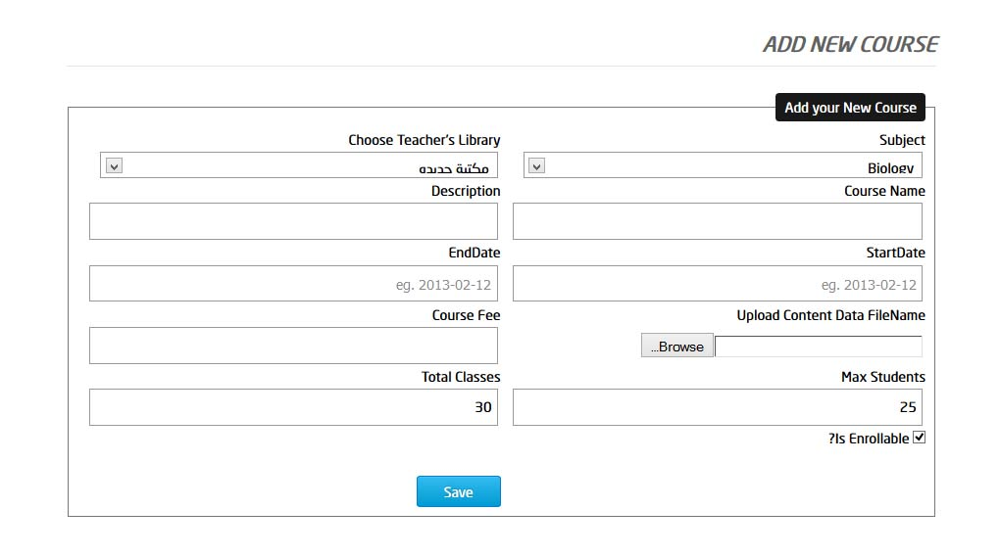 ADD NEW COURSE
Add your New Course
Subject
Choose Teacher's Library
Biology
مكتبة جديده
Course Name
Description
StartDate
EndDate
eg. 2013-02-12
eg. 2013-02-12
Upload Content Data FileName
Course Fee
...Browse
Max Students
Total Classes
25
30
?Is Enrollable
Save